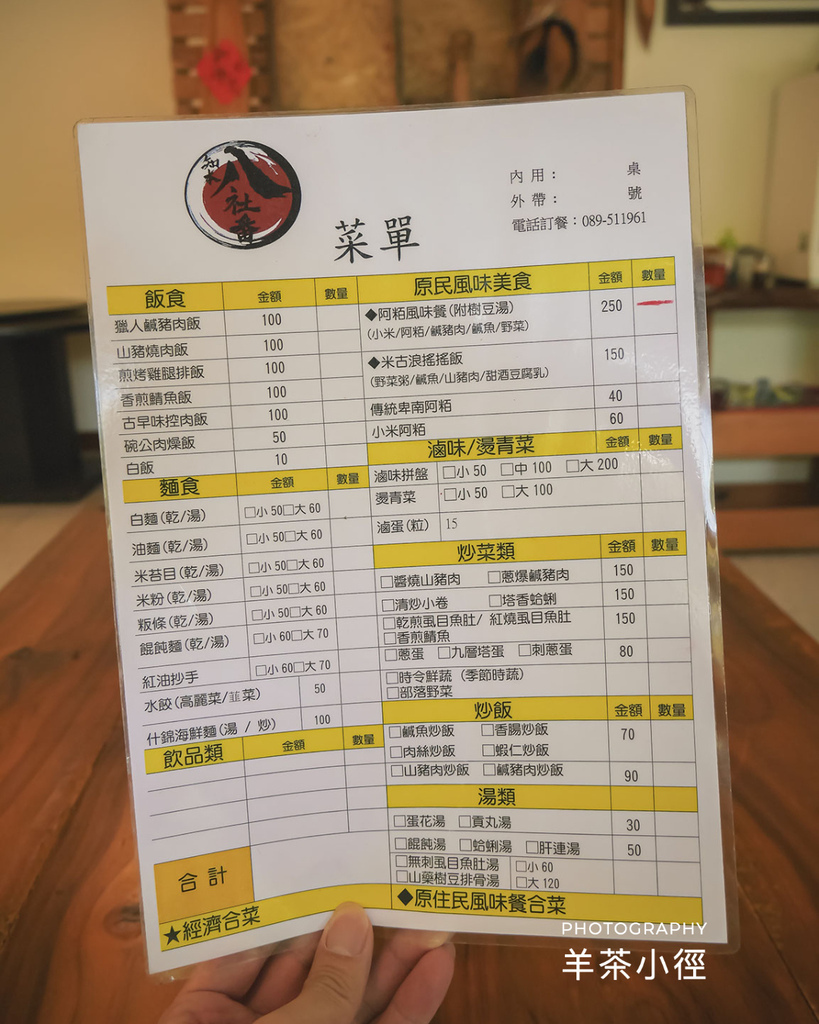 知本
八社番
菜單
內用： 桌
外帶： 號
電話訂餐：089-511961
飯食 金額 數量
獵人鹹豬肉飯 100
山豬燒肉飯 100
煎烤雞腿排飯 100
香煎鯖魚飯 100
古早味控肉飯 100
碗公肉燥飯 50
白飯 10
麵食 金額 數量
白麵(乾/湯) □小 50□大 60
油麵(乾/湯) □小 50□大 60
米苔目(乾/湯) □小 50□大 60
米粉(乾/湯) □小 50□大 60
粄條(乾/湯) □小 50□大 60
餛飩麵(乾/湯) □小 60□大 70
紅油抄手 □小 60□大 70
水餃(高麗菜/韮菜) 50
什錦海鮮麵(湯 / 炒) 100
飲品類 金額 數量
合計
★經濟合菜
原民風味美食 金額 數量
◆阿粨風味餐(附樹豆湯) 250
(小米/阿粨/鹹豬肉/鹹魚/野菜)
◆米古浪搖搖飯 150
(野菜粥/鹹魚/山豬肉/甜酒豆腐乳)
傳統卑南阿粨 40
小米阿粨 60
滷味/燙青菜 金額 數量
滷味拼盤 □小 50 □中 100 □大 200
燙青菜 □小 50 □大 100
滷蛋(粒) 15
炒菜類 金額 數量
□醬燒山豬肉 □蔥爆鹹豬肉 150
□清炒小卷 □塔香蛤蜊 150
□乾煎虱目魚肚/ 紅燒虱目魚肚 150
□香煎鯖魚
□蔥蛋 □九層塔蛋 □刺蔥蛋 80
□時令鮮蔬 (季節時蔬)
□部落野菜
炒飯 金額 數量
□鹹魚炒飯 □香腸炒飯 70
□肉絲炒飯 □蝦仁炒飯
□山豬肉炒飯 □鹹豬肉炒飯 90
湯類
□蛋花湯 □貢丸湯 30
□餛飩湯 □蛤蜊湯 □肝連湯 50
□無刺虱目魚肚湯 □小 60
□山藥樹豆排骨湯 □大 120
◆原住民風味餐合菜
PHOTOGRAPHY
羊茶小徑